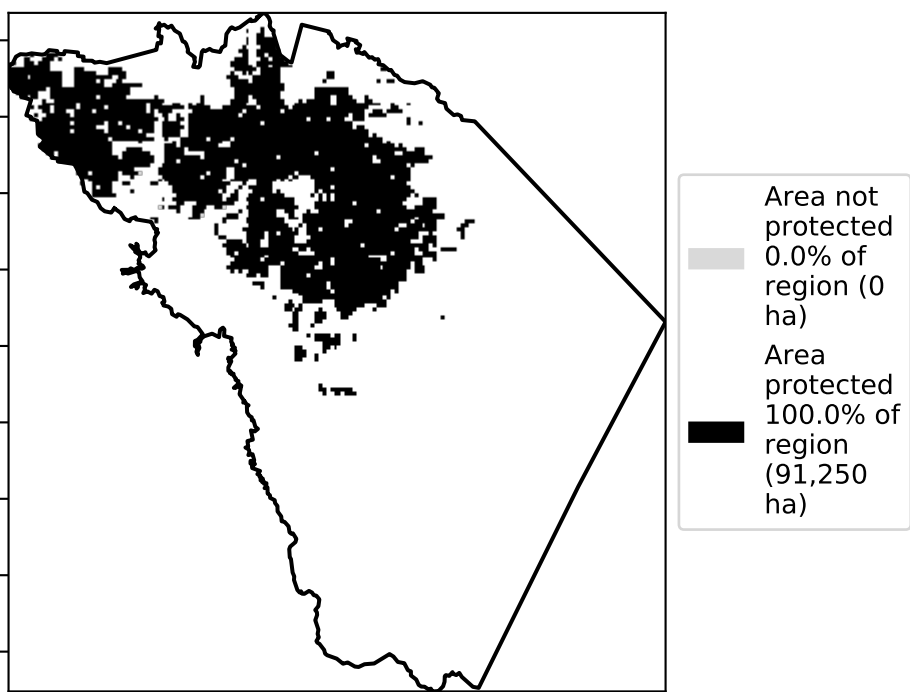 Area not
protected
0.0% of
region (0
ha)
Area
protected
100.0% of
region
(91,250
ha)